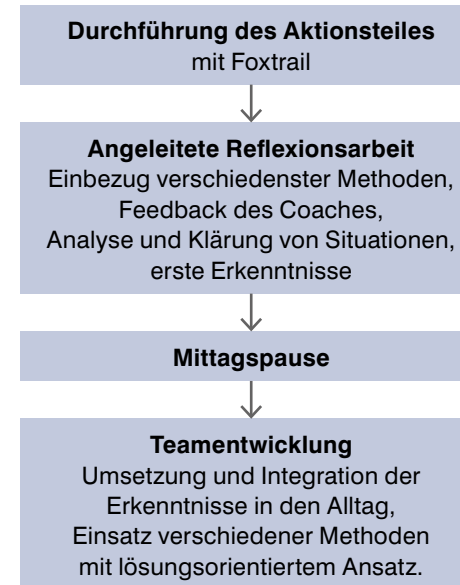 Durchführung des Aktionsteiles
mit Foxtrail
Angeleitete Reflexionsarbeit
Einbezug verschiedenster Methoden,
Feedback des Coaches,
Analyse und Klärung von Situationen,
erste Erkenntnisse
Mittagspause
Teamentwicklung
Umsetzung und Integration der
Erkenntnisse in den Alltag,
Einsatz verschiedener Methoden
mit lösungsorientiertem Ansatz.